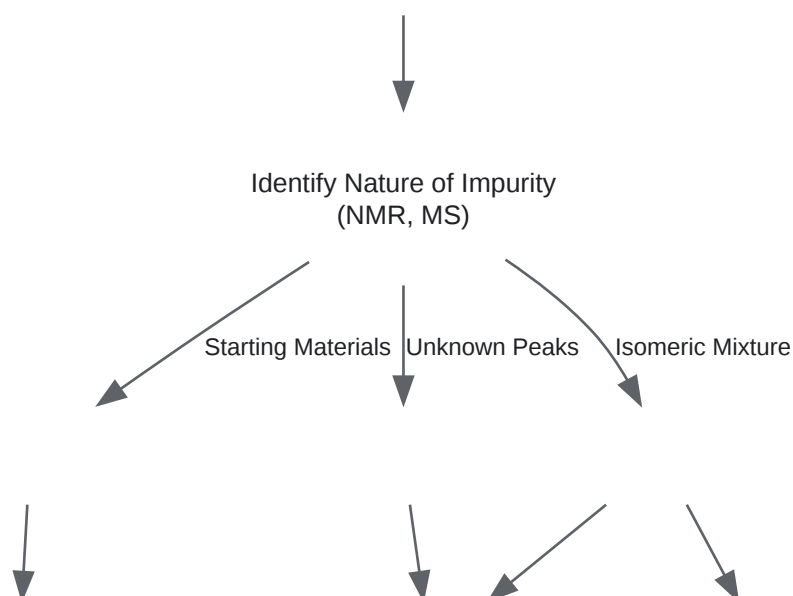 Identify Nature of Impurity
(NMR, MS)
Starting Materials
Unknown Peaks
Isomeric Mixture